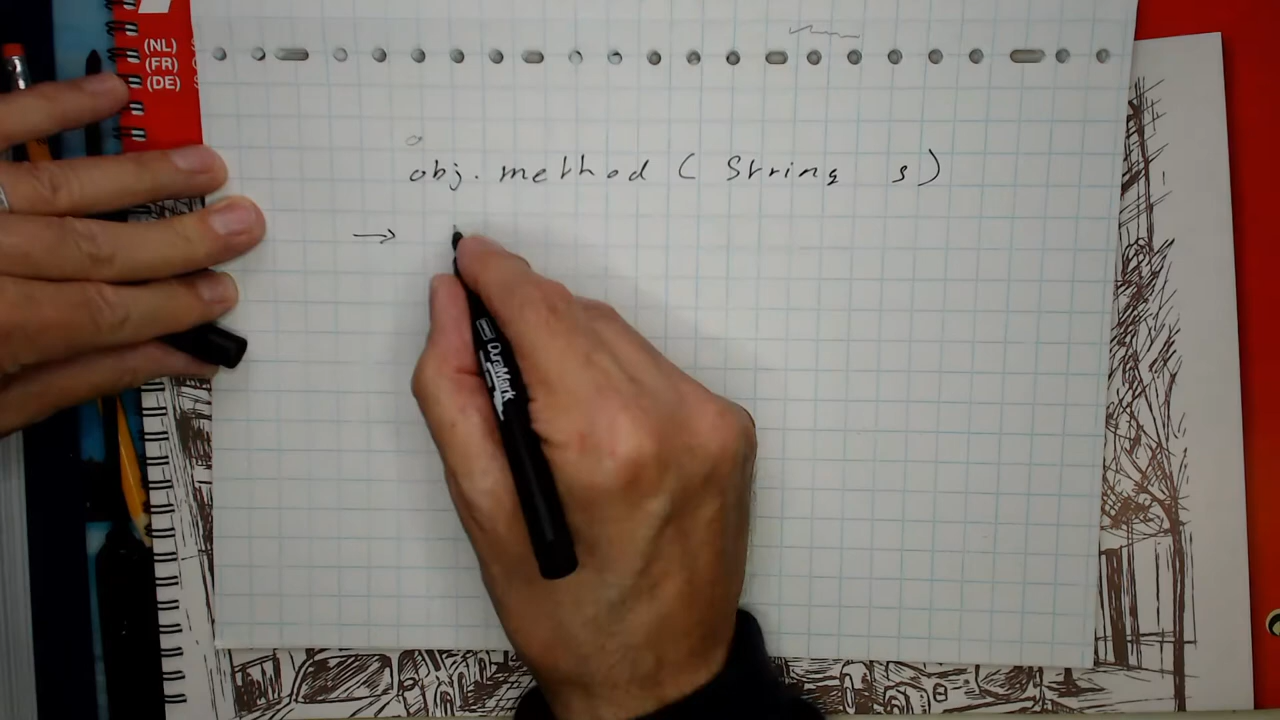 (NL)
(FR)
(DE)
obj. method ( String s )
→
DuraMark